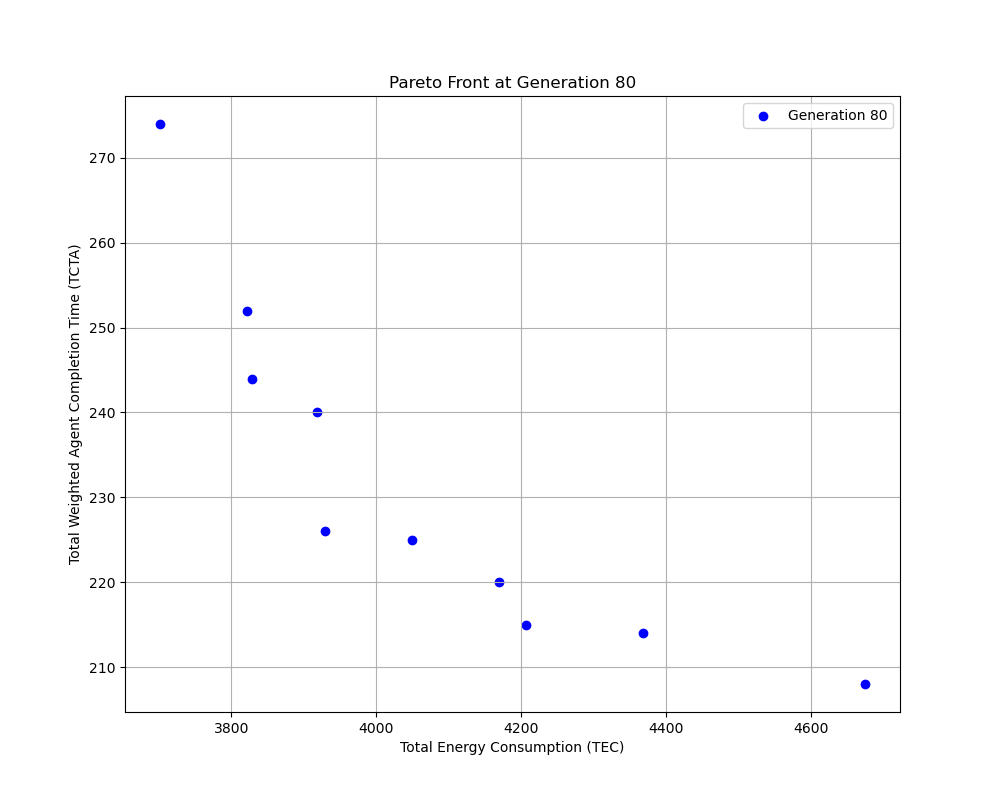 Pareto Front at Generation 80
Generation 80
Total Weighted Agent Completion Time (TCTA)
270
260
250
240
230
220
210
3800 4000 4200 4400 4600
Total Energy Consumption (TEC)